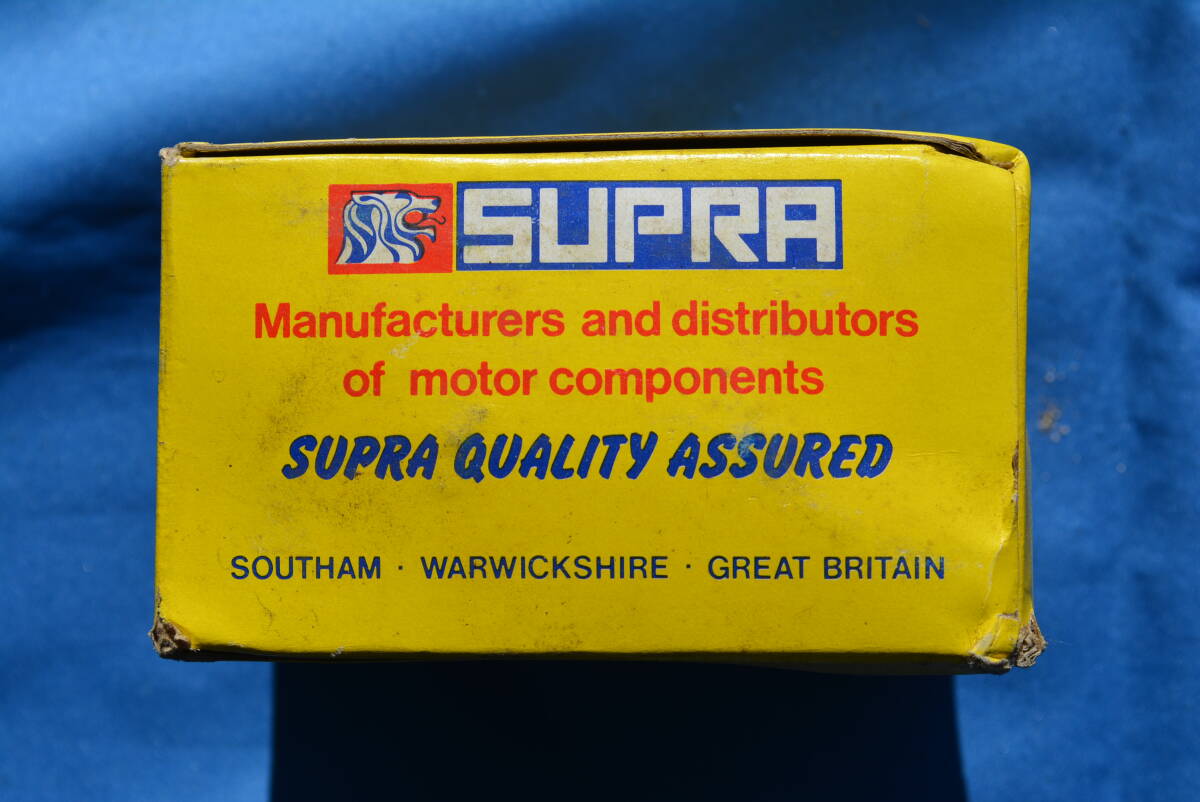 SUPRA
Manufacturers and distributors
of motor components
SUPRA QUALITY ASSURED
SOUTHAM · WARWICKSHIRE · GREAT BRITAIN